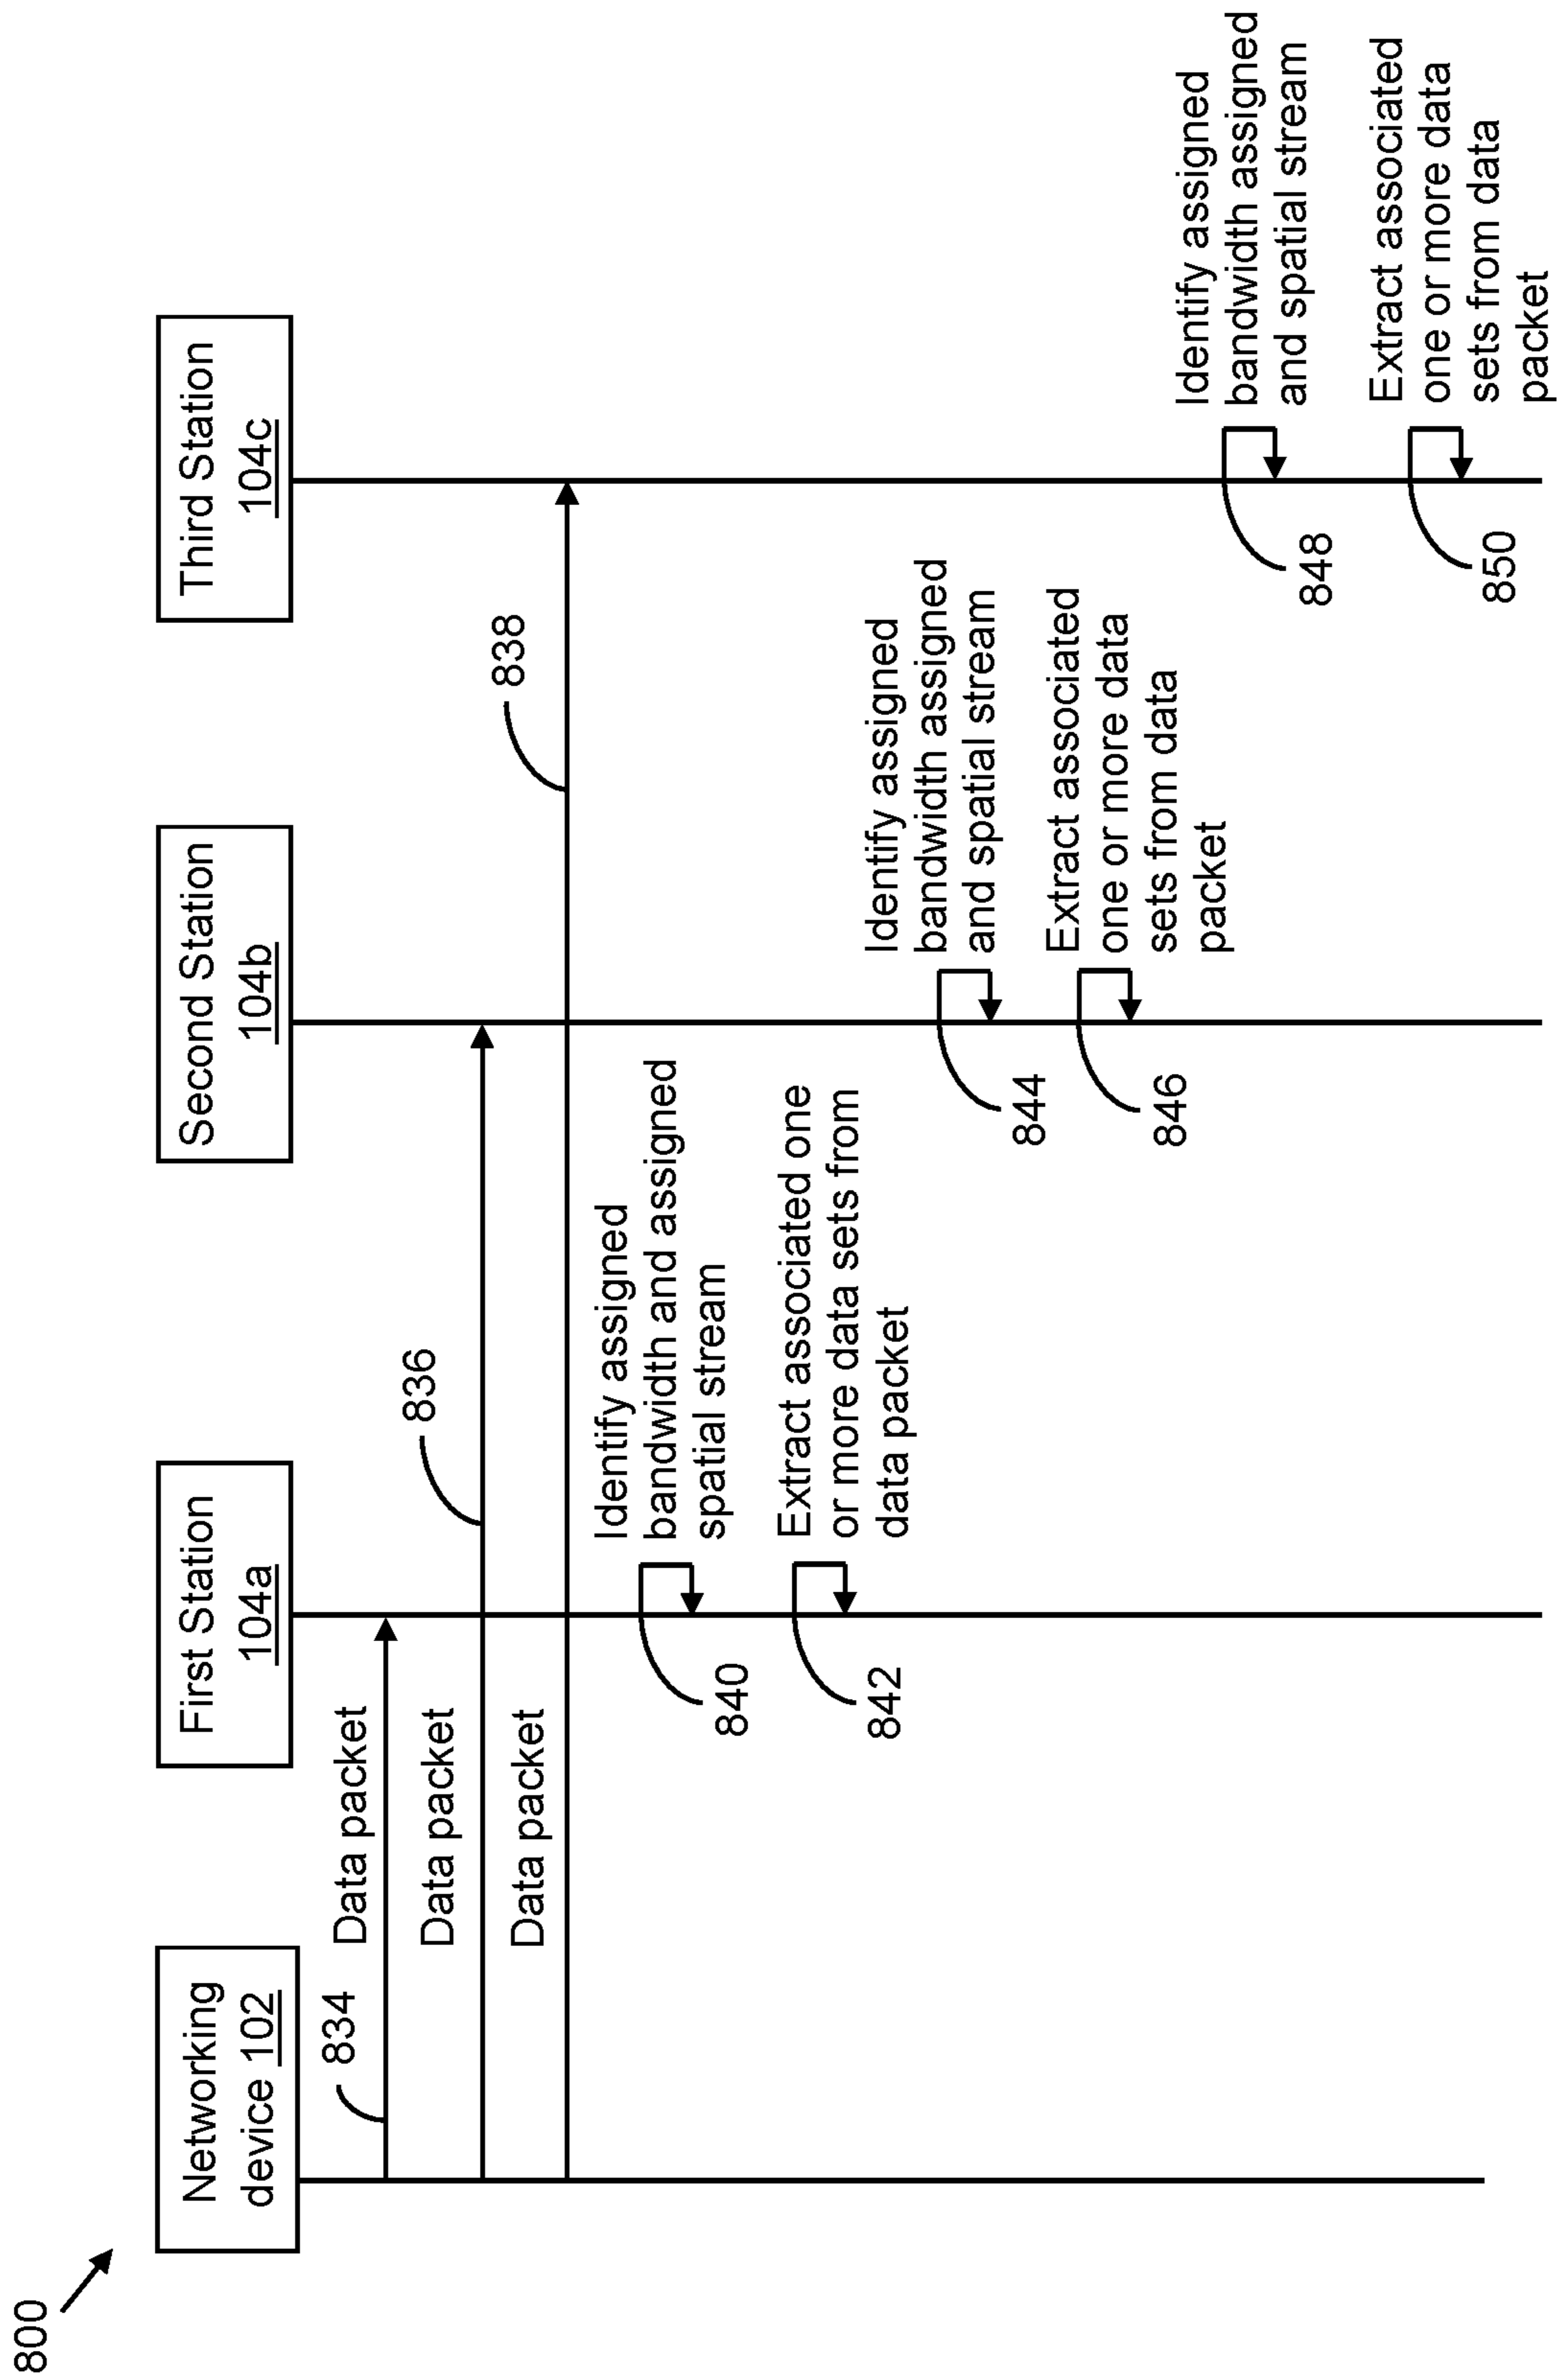 800
Networking
device 102
First Station
104a
Second Station
104b
Third Station
104c
834
Data packet
836
Data packet
838
Data packet
Identify assigned
bandwidth and assigned
spatial stream
840
Extract associated one
or more data sets from
data packet
842
Identify assigned
bandwidth assigned
and spatial stream
844
Extract associated
one or more data
sets from data
packet
846
Identify assigned
bandwidth assigned
and spatial stream
848
Extract associated
one or more data
sets from data
packet
850